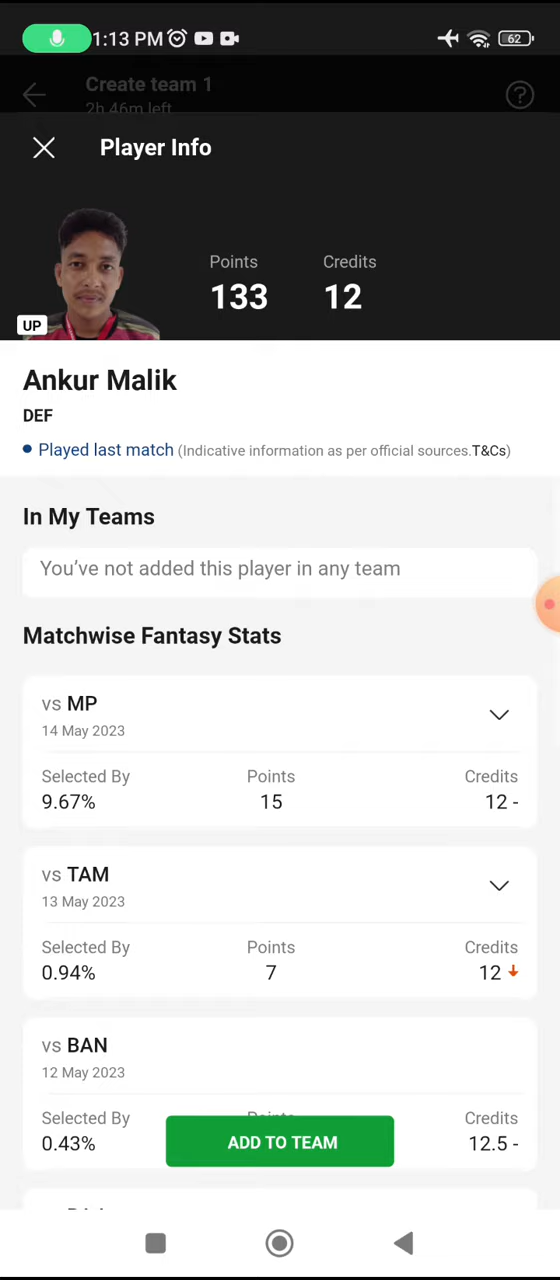 1:13 PM
62
Create team 1
2h 46m left
Player Info
Points
Credits
133
12
UP
Ankur Malik
DEF
Played last match (Indicative information as per official sources.T&Cs)
In My Teams
You’ve not added this player in any team
Matchwise Fantasy Stats
vs MP
14 May 2023
Selected By
Points
Credits
9.67%
15
12 -
vs TAM
13 May 2023
Selected By
Points
Credits
0.94%
7
12
vs BAN
12 May 2023
Selected By
Points
Credits
0.43%
12.5 -
ADD TO TEAM